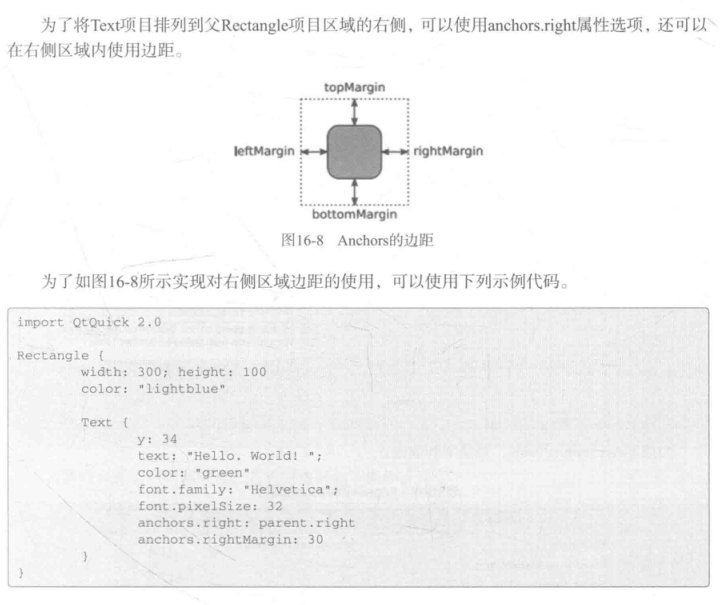 为了将Text项目排列到父Rectangle项目区域的右侧，可以使用anchors.right属性选项，还可以
在右侧区域内使用边距。
topMargin
leftMargin
rightMargin
bottomMargin
图16-8 Anchors的边距
为了如图16-8所示实现对右侧区域边距的使用，可以使用下列示例代码。
import QtQuick 2.0
Rectangle {
width: 300; height: 100
color: "lightblue"
Text {
y: 34
text: "Hello. World! ";
color: "green"
font.family: "Helvetica";
font.pixelSize: 32
anchors.right: parent.right
anchors.rightMargin: 30
}
}